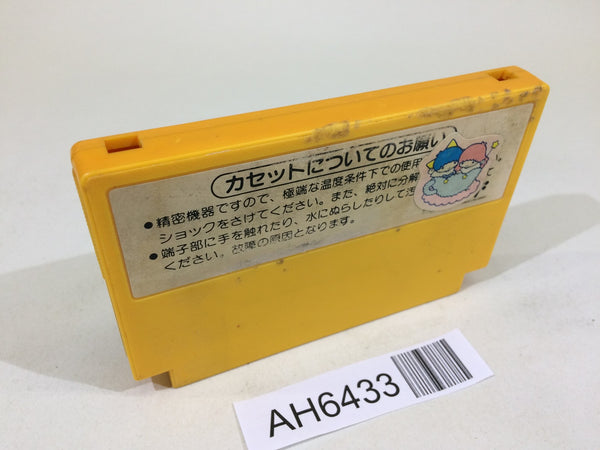 カセットについてのお願い
●精密機器ですので、極端な温度条件下での使用
ショックをさけてください。また、絶対に分解
●端子部に手を触れたり、水にぬらしたりして汚
ください。故障の原因となります。
AH6433